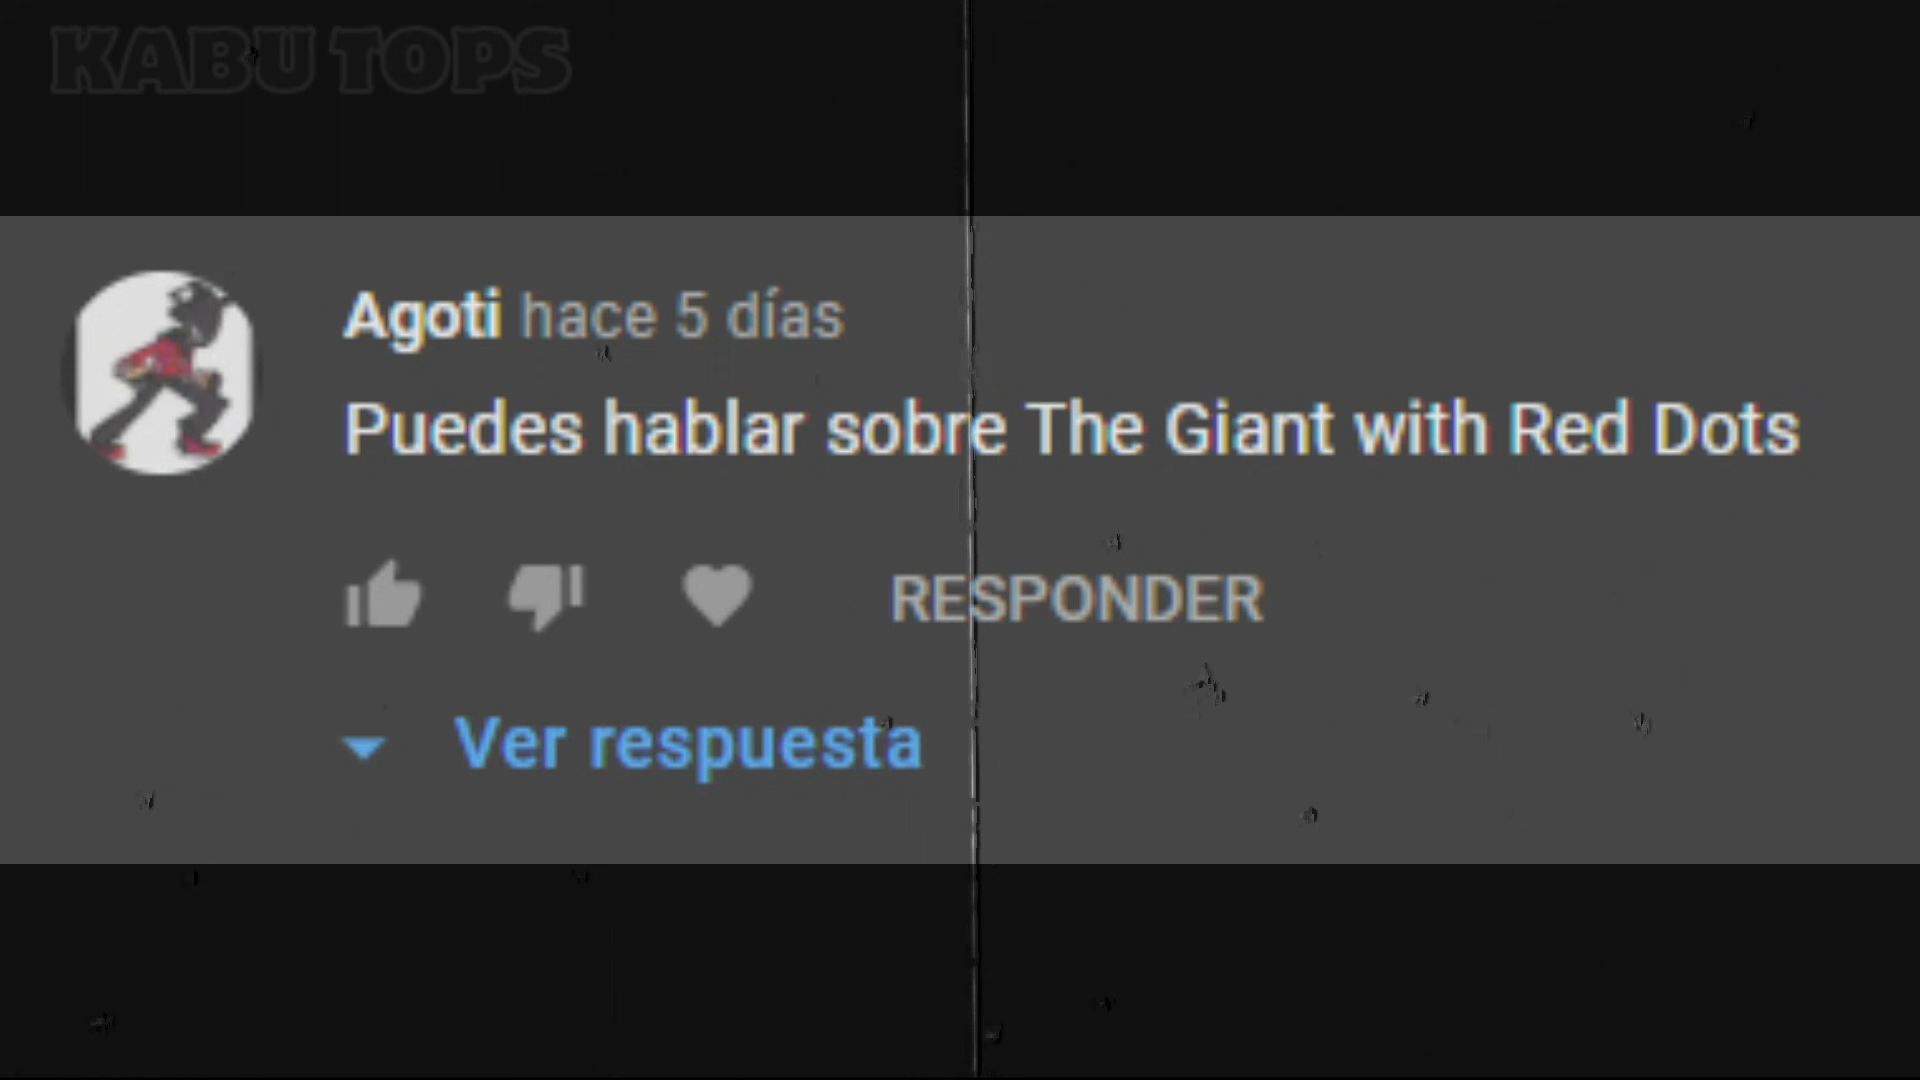 KABU TOPS
Agoti hace 5 días
Puedes hablar sobre The Giant with Red Dots
RESPONDER
Ver respuesta